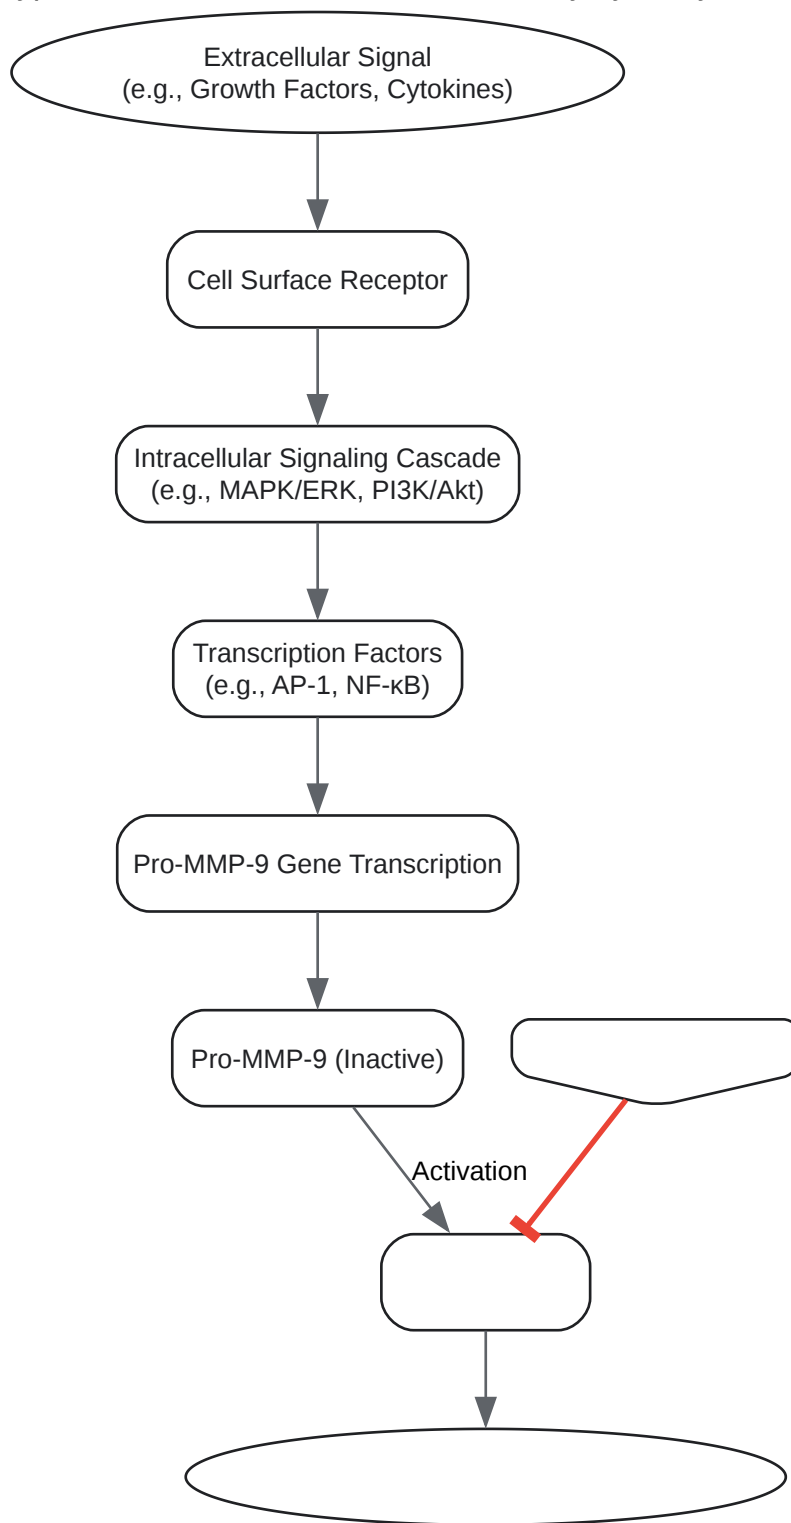 Extracellular Signal
(e.g., Growth Factors, Cytokines)
Cell Surface Receptor
Intracellular Signaling Cascade
(e.g., MAPK/ERK, PI3K/Akt)
Transcription Factors
(e.g., AP-1, NF-κB)
Pro-MMP-9 Gene Transcription
Pro-MMP-9 (Inactive)
Activation